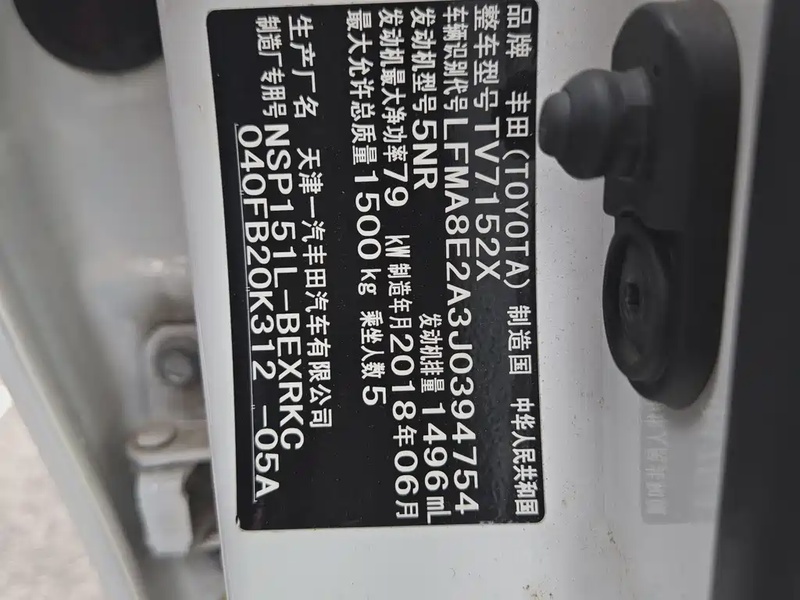 品牌 丰田(TOYOTA) 制造国 中华人民共和国
整车型号 TV7152X
车辆识别代号 LFMA8E2A3J0394754
发动机型号 5NR 发动机排量 1496mL
发动机最大净功率 79 kW 制造年月 2018年06月
最大允许总质量 1500kg 乘坐人数 5
生产厂名 天津一汽丰田汽车有限公司
制造厂专用号 NSP151L-BEXRKC
040FB20K312 -05A